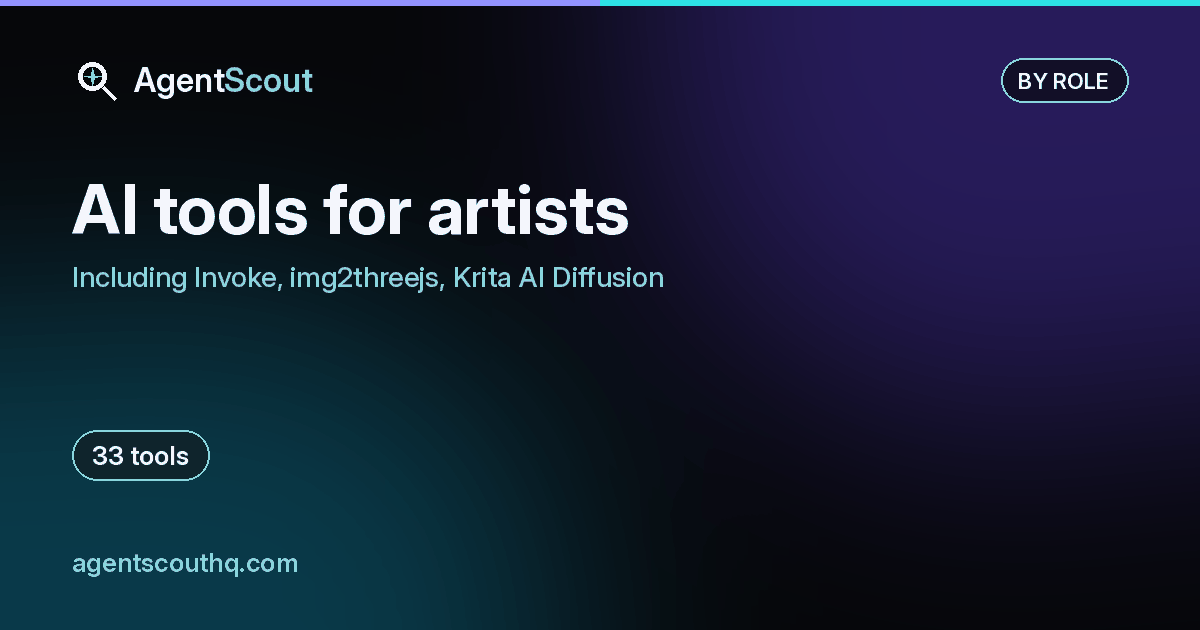 AgentScout
BY ROLE
AI tools for artists
Including Invoke, img2threejs, Krita AI Diffusion
33 tools
agentscouthq.com